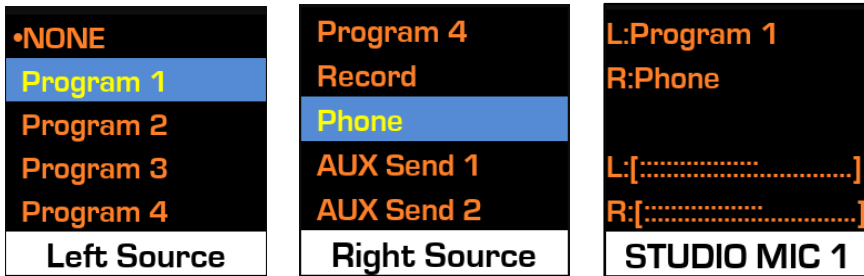 •NONE
Program 1
Program 2
Program 3
Program 4
Left Source
Program 4
Record
Phone
AUX Send 1
AUX Send 2
Right Source
L:Program 1
R:Phone
L:[::::::::::::::::::..............]
R:[::::::::::::::::::..............]
STUDIO MIC 1